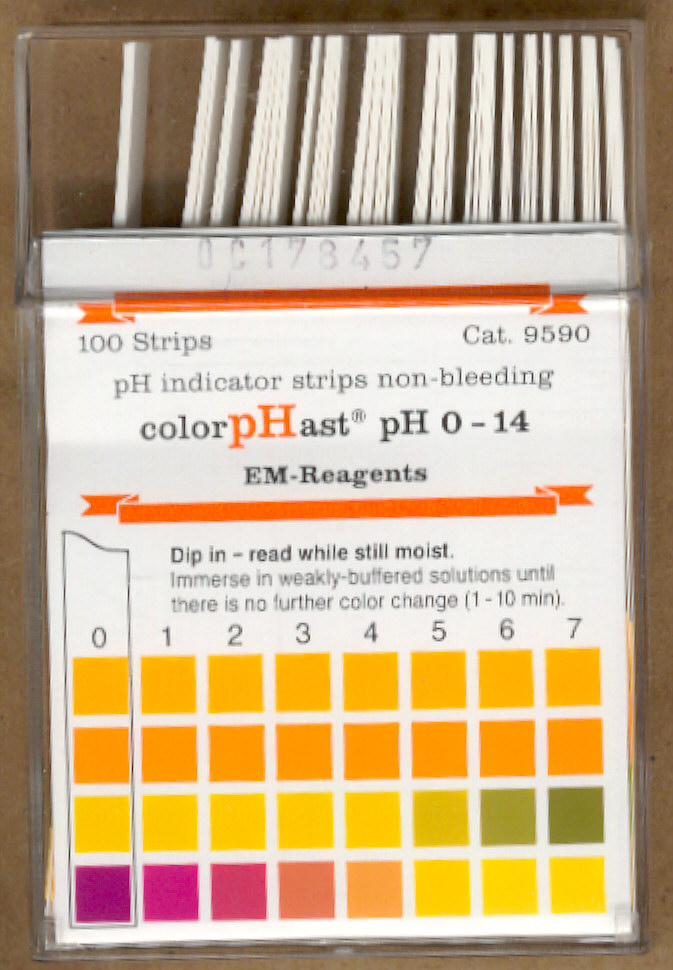 OC178457
100 Strips Cat. 9590
pH indicator strips non-bleeding
colorpHast® pH 0 - 14
EM-Reagents
Dip in – read while still moist.
Immerse in weakly-buffered solutions until
there is no further color change (1 - 10 min).
0 1 2 3 4 5 6 7